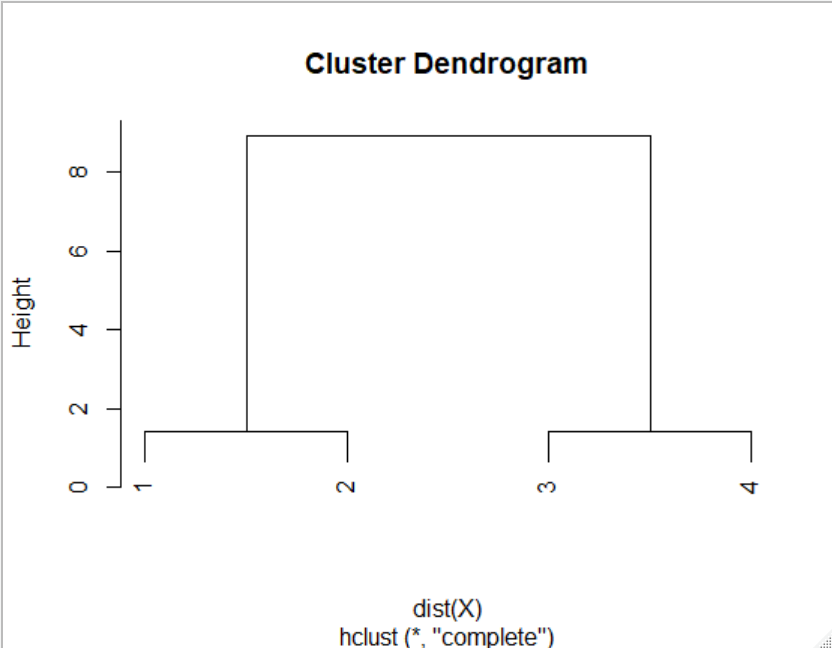 Cluster Dendrogram
Height
8
6
4
2
0
1
2
3
4
dist(X)
hclust (*, "complete")